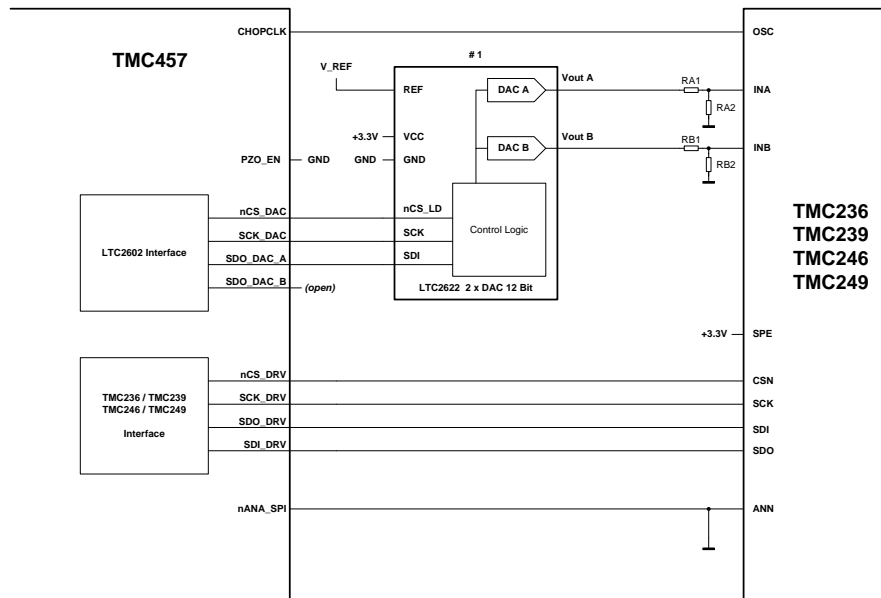 CHOPCLK
OSC
TMC457
# 1
V_REF
REF
DAC A
Vout A
RA1
INA
RA2
+3.3V
VCC
DAC B
Vout B
RB1
INB
PZO_EN
GND
GND
GND
RB2
nCS_DAC
nCS_LD
TMC236
LTC2602 Interface
SCK_DAC
SCK
Control Logic
TMC239
SDO_DAC_A
SDI
TMC246
SDO_DAC_B
(open)
LTC2622 2 x DAC 12 Bit
TMC249
+3.3V
SPE
nCS_DRV
CSN
TMC236 / TMC239
TMC246 / TMC249
Interface
SCK_DRV
SCK
SDO_DRV
SDI
SDI_DRV
SDO
nANA_SPI
ANN